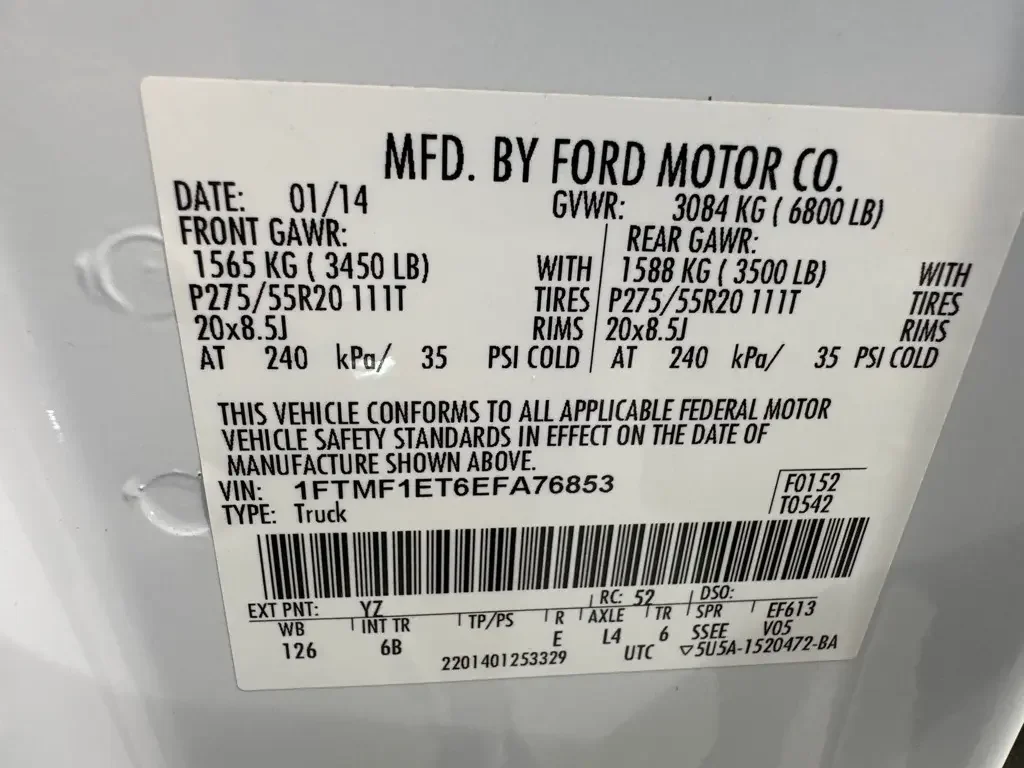 MFD. BY FORD MOTOR CO.
DATE: 01/14 GVWR: 3084 KG ( 6800 LB)
FRONT GAWR: REAR GAWR:
1565 KG ( 3450 LB) WITH 1588 KG ( 3500 LB) WITH
P275/55R20 111T TIRES P275/55R20 111T TIRES
20x8.5J RIMS 20x8.5J RIMS
AT 240 kPa/ 35 PSI COLD AT 240 kPa/ 35 PSI COLD
THIS VEHICLE CONFORMS TO ALL APPLICABLE FEDERAL MOTOR
VEHICLE SAFETY STANDARDS IN EFFECT ON THE DATE OF
MANUFACTURE SHOWN ABOVE.
VIN: 1FTMF1ET6EFA76853 F0152
TYPE: Truck T0542
EXT PNT: YZ RC: 52 DSO:
WB INT TR TP/PS R AXLE TR SPR EF613
126 6B E L4 6 SSEE V05
2201401253329 UTC ▽5U5A-1520472-BA